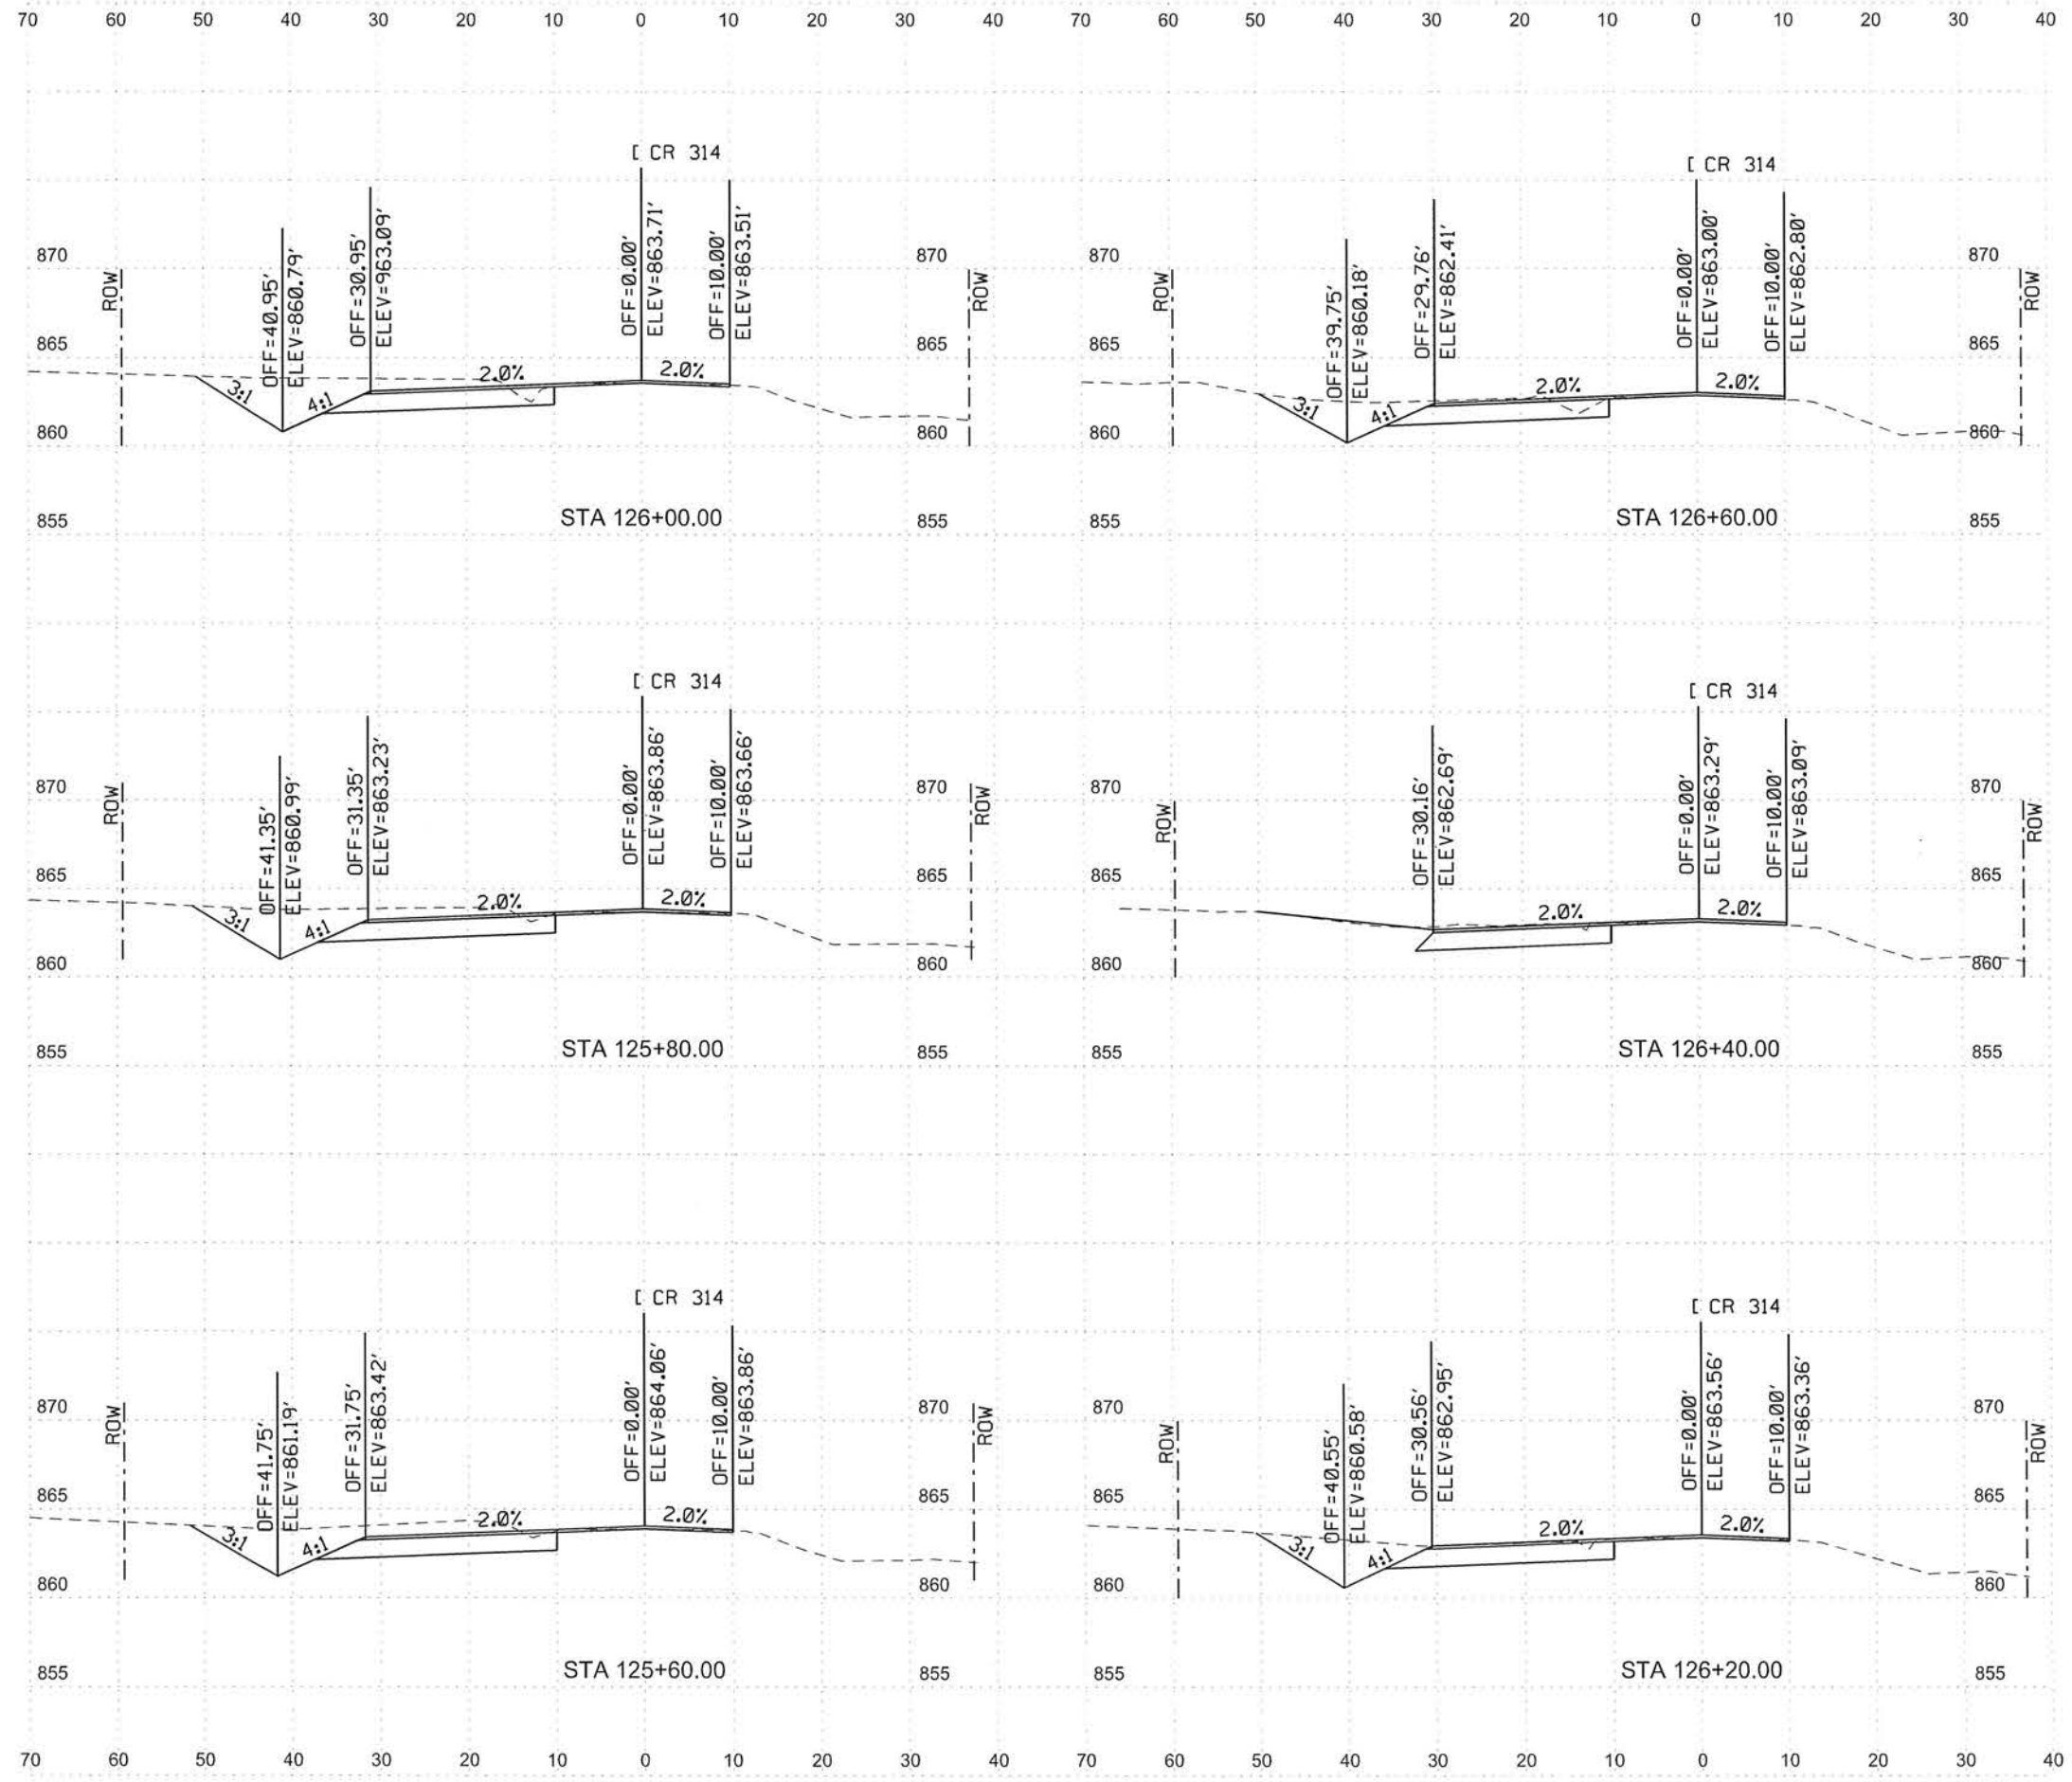 70 60 50 40 30 20 10 0 10 20 30 40 70 60 50 40 30 20 10 0 10 20 30 40
[ CR 314
OFF=40.95'
ELEV=860.79'
OFF=30.95'
ELEV=963.09'
OFF=0.00'
ELEV=863.71'
OFF=10.00'
ELEV=863.51'
870 ROW 870 ROW
865 865
3:1 4:1 2.0% 2.0%
860 860
855 STA 126+00.00 855
[ CR 314
OFF=39.75'
ELEV=860.18'
OFF=29.76'
ELEV=862.41'
OFF=0.00'
ELEV=863.00'
OFF=10.00'
ELEV=862.80'
870 ROW 870 ROW
865 865
3:1 4:1 2.0% 2.0%
860 860
855 STA 126+60.00 855
[ CR 314
OFF=41.35'
ELEV=860.99'
OFF=31.35'
ELEV=863.23'
OFF=0.00'
ELEV=863.86'
OFF=10.00'
ELEV=863.66'
870 ROW 870 ROW
865 865
3:1 4:1 2.0% 2.0%
860 860
855 STA 125+80.00 855
[ CR 314
OFF=30.16'
ELEV=862.69'
OFF=0.00'
ELEV=863.29'
OFF=10.00'
ELEV=863.09'
870 ROW 870 ROW
865 865
2.0% 2.0%
860 860
855 STA 126+40.00 855
[ CR 314
OFF=41.75'
ELEV=861.19'
OFF=31.75'
ELEV=863.42'
OFF=0.00'
ELEV=864.06'
OFF=10.00'
ELEV=863.86'
870 ROW 870 ROW
865 865
3:1 4:1 2.0% 2.0%
860 860
855 STA 125+60.00 855
[ CR 314
OFF=40.55'
ELEV=860.58'
OFF=30.56'
ELEV=862.95'
OFF=0.00'
ELEV=863.56'
OFF=10.00'
ELEV=863.36'
870 ROW 870 ROW
865 865
3:1 4:1 2.0% 2.0%
860 860
855 STA 126+20.00 855
70 60 50 40 30 20 10 0 10 20 30 40 70 60 50 40 30 20 10 0 10 20 30 40